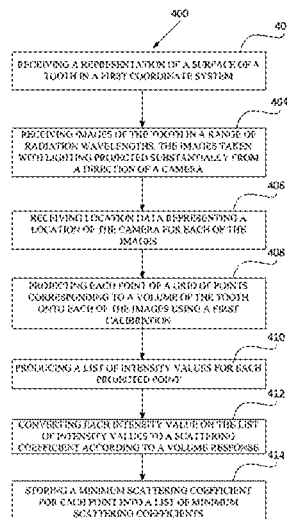 400
40
RECEIVING A REPRESENTATION OF A SURFACE OF A
TOOTH IN A FIRST COORDINATE SYSTEM
404
RECEIVING IMAGES OF THE TOOTH IN A RANGE OF
RADIATION WAVELENGTHS, THE IMAGES TAKEN
WITH LIGHTING PROJECTED SUBSTANTIALLY FROM
A DIRECTION OF A CAMERA
406
RECEIVING LOCATION DATA REPRESENTING A
LOCATION OF THE CAMERA FOR EACH OF THE
IMAGES
408
PROJECTING EACH POINT OF A GRID OF POINTS
CORRESPONDING TO A VOLUME OF THE TOOTH
ONTO EACH OF THE IMAGES USING A FIRST
CALIBRATION
410
PRODUCING A LIST OF INTENSITY VALUES FOR EACH
PROJECTED POINT
412
CONVERTING EACH INTENSITY VALUE ON THE LIST
OF INTENSITY VALUES TO A SCATTERING
COEFFICIENT ACCORDING TO A VOLUME RESPONSE
414
STORING A MINIMUM SCATTERING COEFFICIENT
FOR EACH POINT INTO A LIST OF MINIMUM
SCATTERING COEFFICIENTS